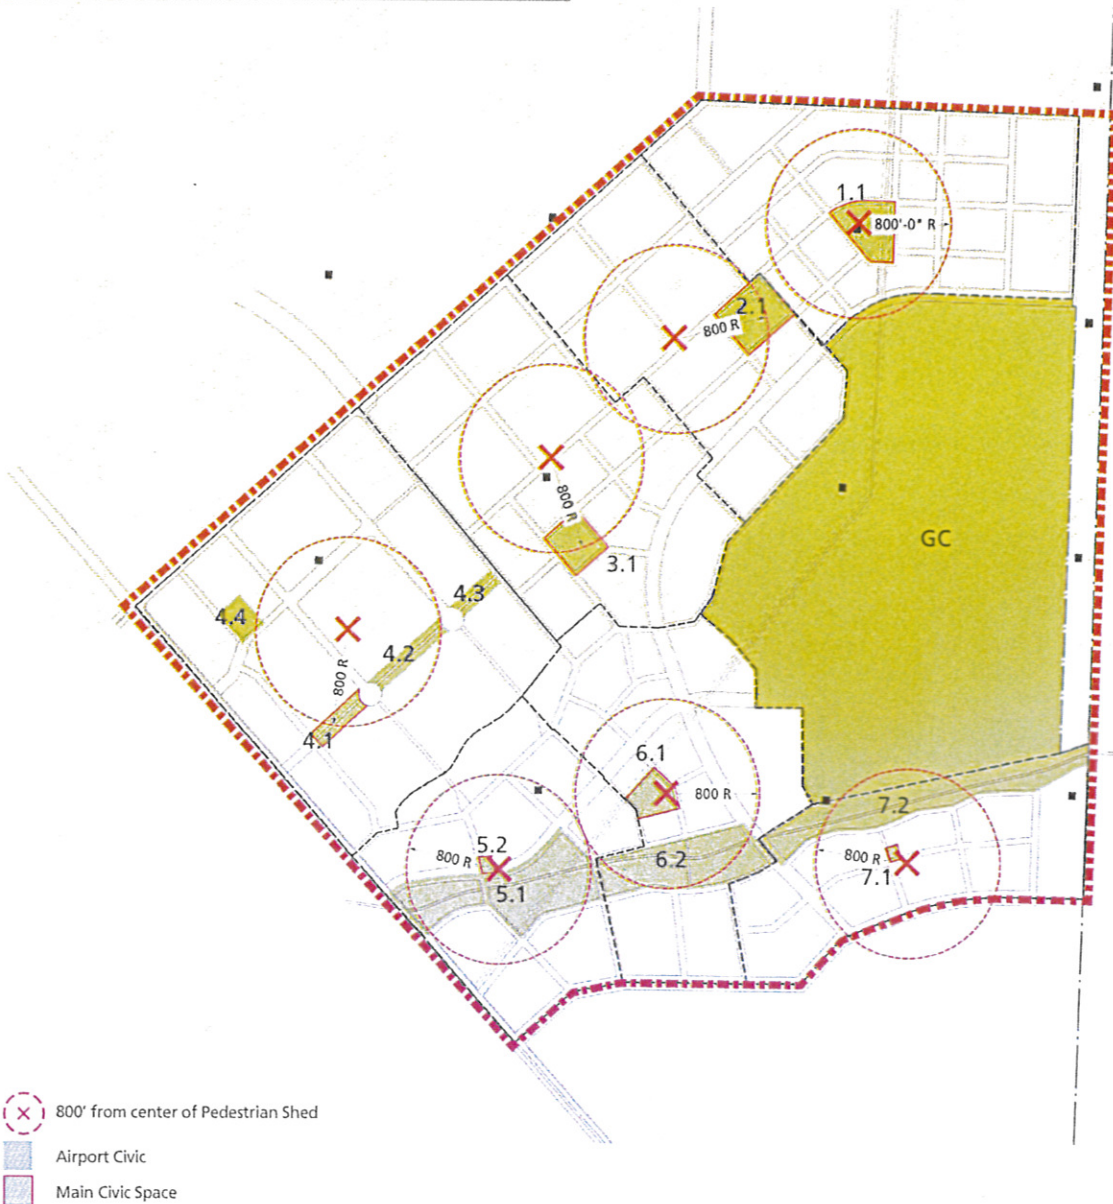 1.1
800'-0" R
2.1
800 R
800 R
3.1
GC
4.3
4.4
4.2
800 R
4.1
6.1
800 R
7.2
5.2
800 R
6.2
800 R
7.1
5.1
800' from center of Pedestrian Shed
Airport Civic
Main Civic Space